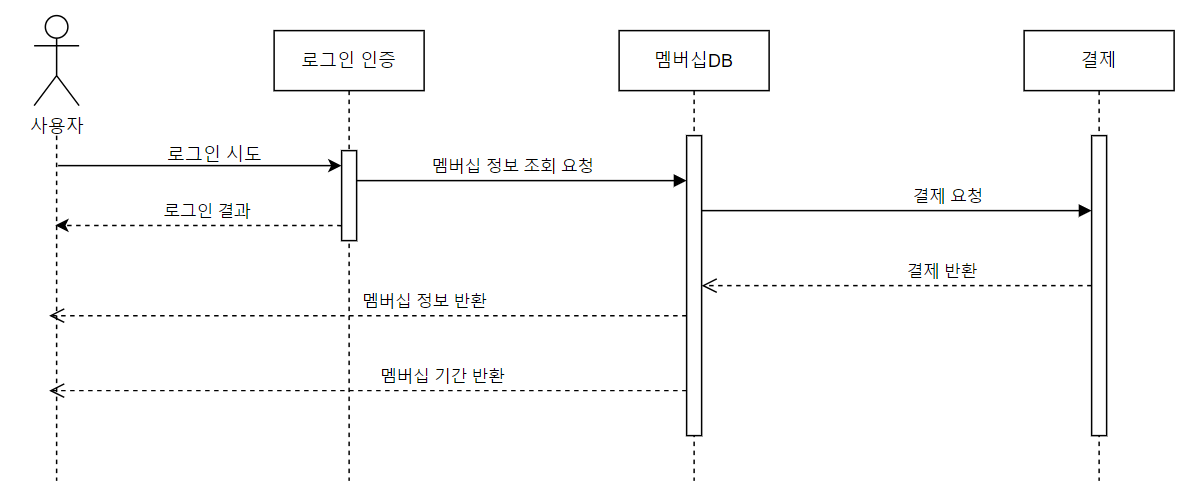 로그인 인증
멤버십DB
결제
사용자
로그인 시도
멤버십 정보 조회 요청
결제 요청
로그인 결과
결제 반환
멤버십 정보 반환
멤버십 기간 반환